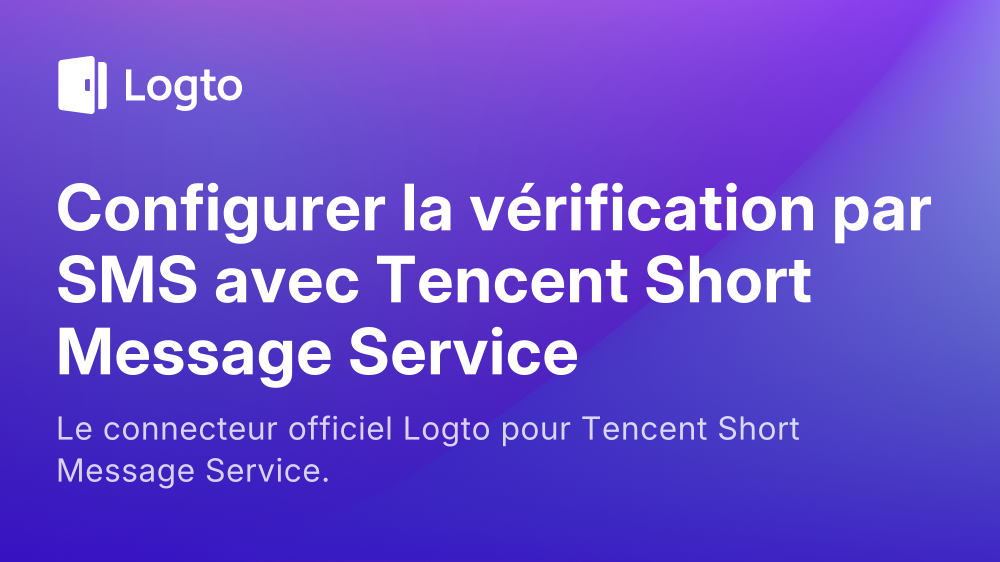 Logto
Configurer la vérification par
SMS avec Tencent Short
Message Service
Le connecteur officiel Logto pour Tencent Short
Message Service.